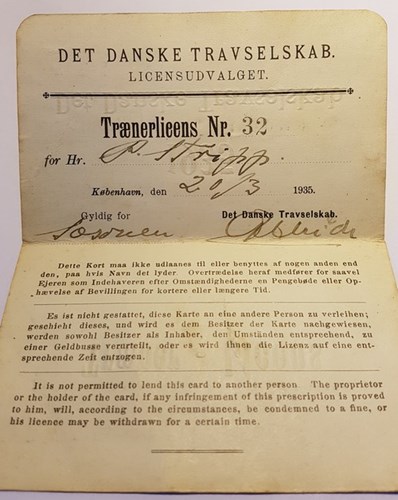 DET DANSKE TRAVSELSKAB.
LICENSUDVALGET.
Trænerlicens Nr. 32
for Hr. P. Stripp.
København, den 20/3 1935.
Gyldig for Det Danske Travselskab.
Sæsonen
Dette Kort maa ikke udlaanes til eller benyttes af nogen anden end
den, paa hvis Navn det lyder. Overtrædelse heraf medfører for saavel
Ejeren som Indehaveren efter Omstændighederne en Pengebøde eller Op-
hævelse af Bevillingen for kortere eller længere Tid.
Es ist nicht gestattet, diese Karte an eine andere Person zu verleihen;
geschieht dieses, und wird es dem Besitzer der Karte nachgewiesen,
werden sowohl Besitzer als Inhaber, den Umständen entsprechend, zu
einer Geldbusse verurteilt, oder es wird ihnen die Lizenz auf eine ent-
sprechende Zeit entzogen.
It is not permitted to lend this card to another person The proprietor
or the holder of the card, if any infringement of this prescription is proved
to him, will, according to the circumstances, be condemned to a fine, or
his licence may be withdrawn for a certain time.